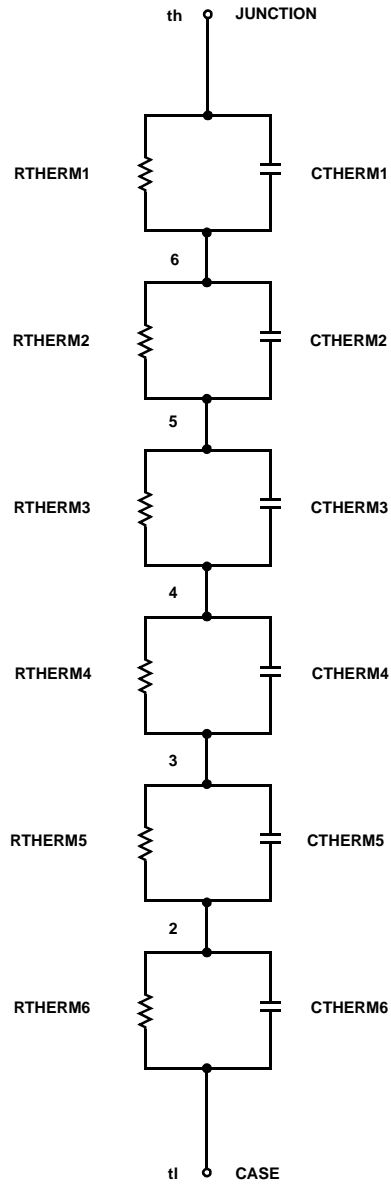 th JUNCTION
RTHERM1 CTHERM1
6
RTHERM2 CTHERM2
5
RTHERM3 CTHERM3
4
RTHERM4 CTHERM4
3
RTHERM5 CTHERM5
2
RTHERM6 CTHERM6
tl CASE